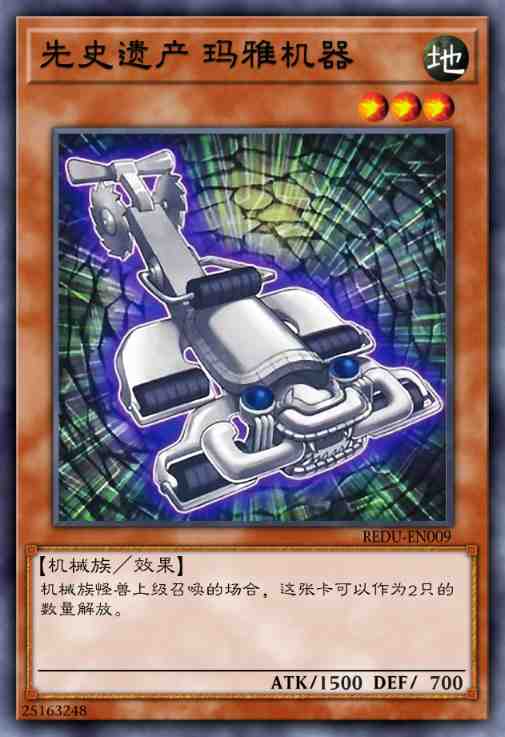 先史遗产 玛雅机器
地
REDU-EN009
【机械族／效果】
机械族怪兽上级召唤的场合，这张卡可以作为2只的
数量解放。
ATK/1500 DEF/ 700
25163248